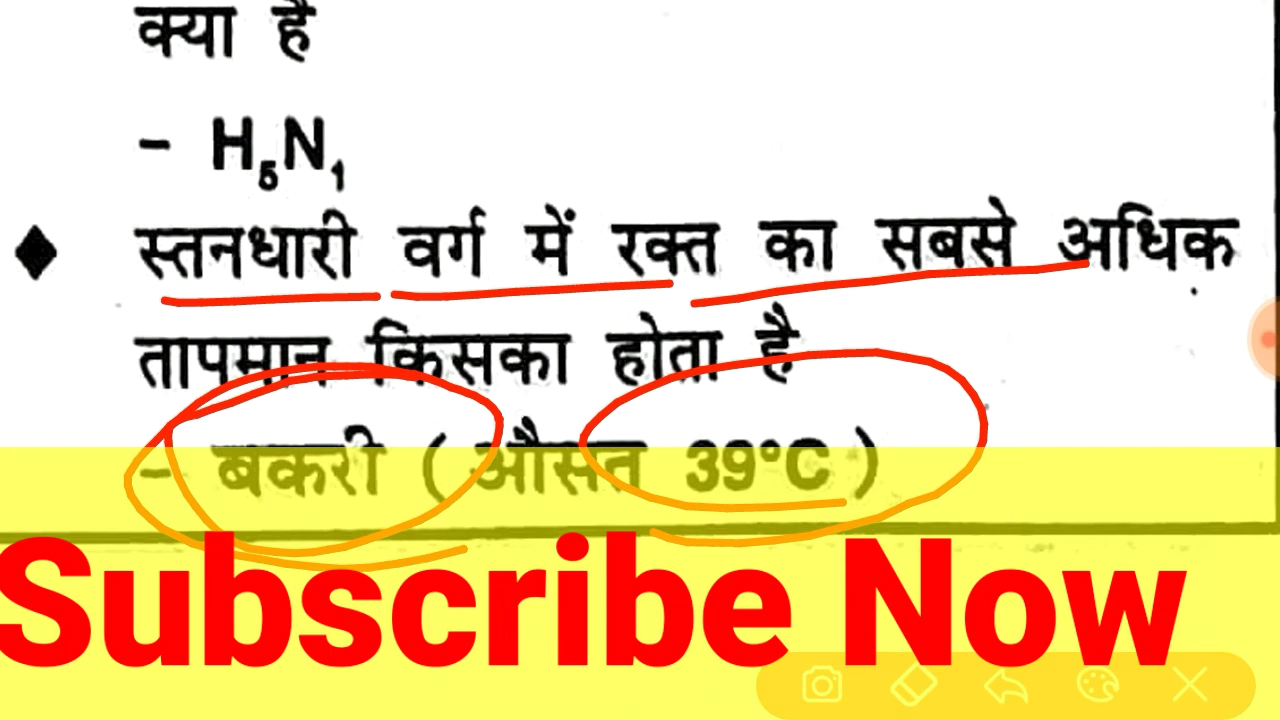 क्या है
- H₅N₁
◆ स्तनधारी वर्ग में रक्त का सबसे अधिक
तापमान किसका होता है
- बकरी ( औसत 39°C )
Subscribe Now